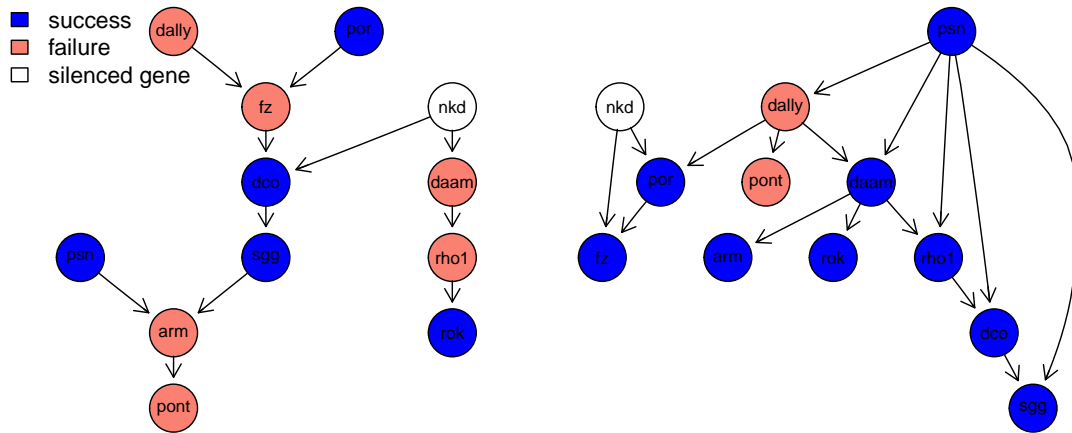 success
failure
silenced gene
dally
por
fz
nkd
dco
daam
psn
sgg
rho1
arm
rok
pont
psn
nkd
dally
por
pont
daam
fz
arm
rok
rho1
dco
sgg